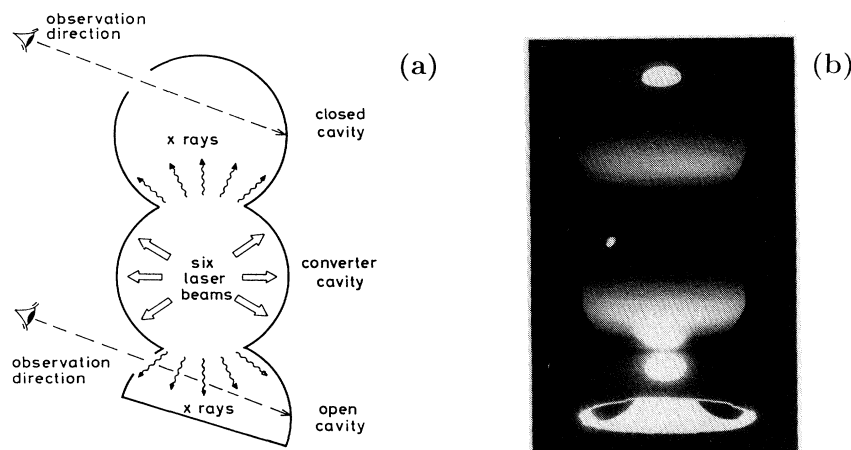 observation
direction
(a)
closed
cavity
x rays
six
laser
beams
converter
cavity
observation
direction
x rays
open
cavity
(b)